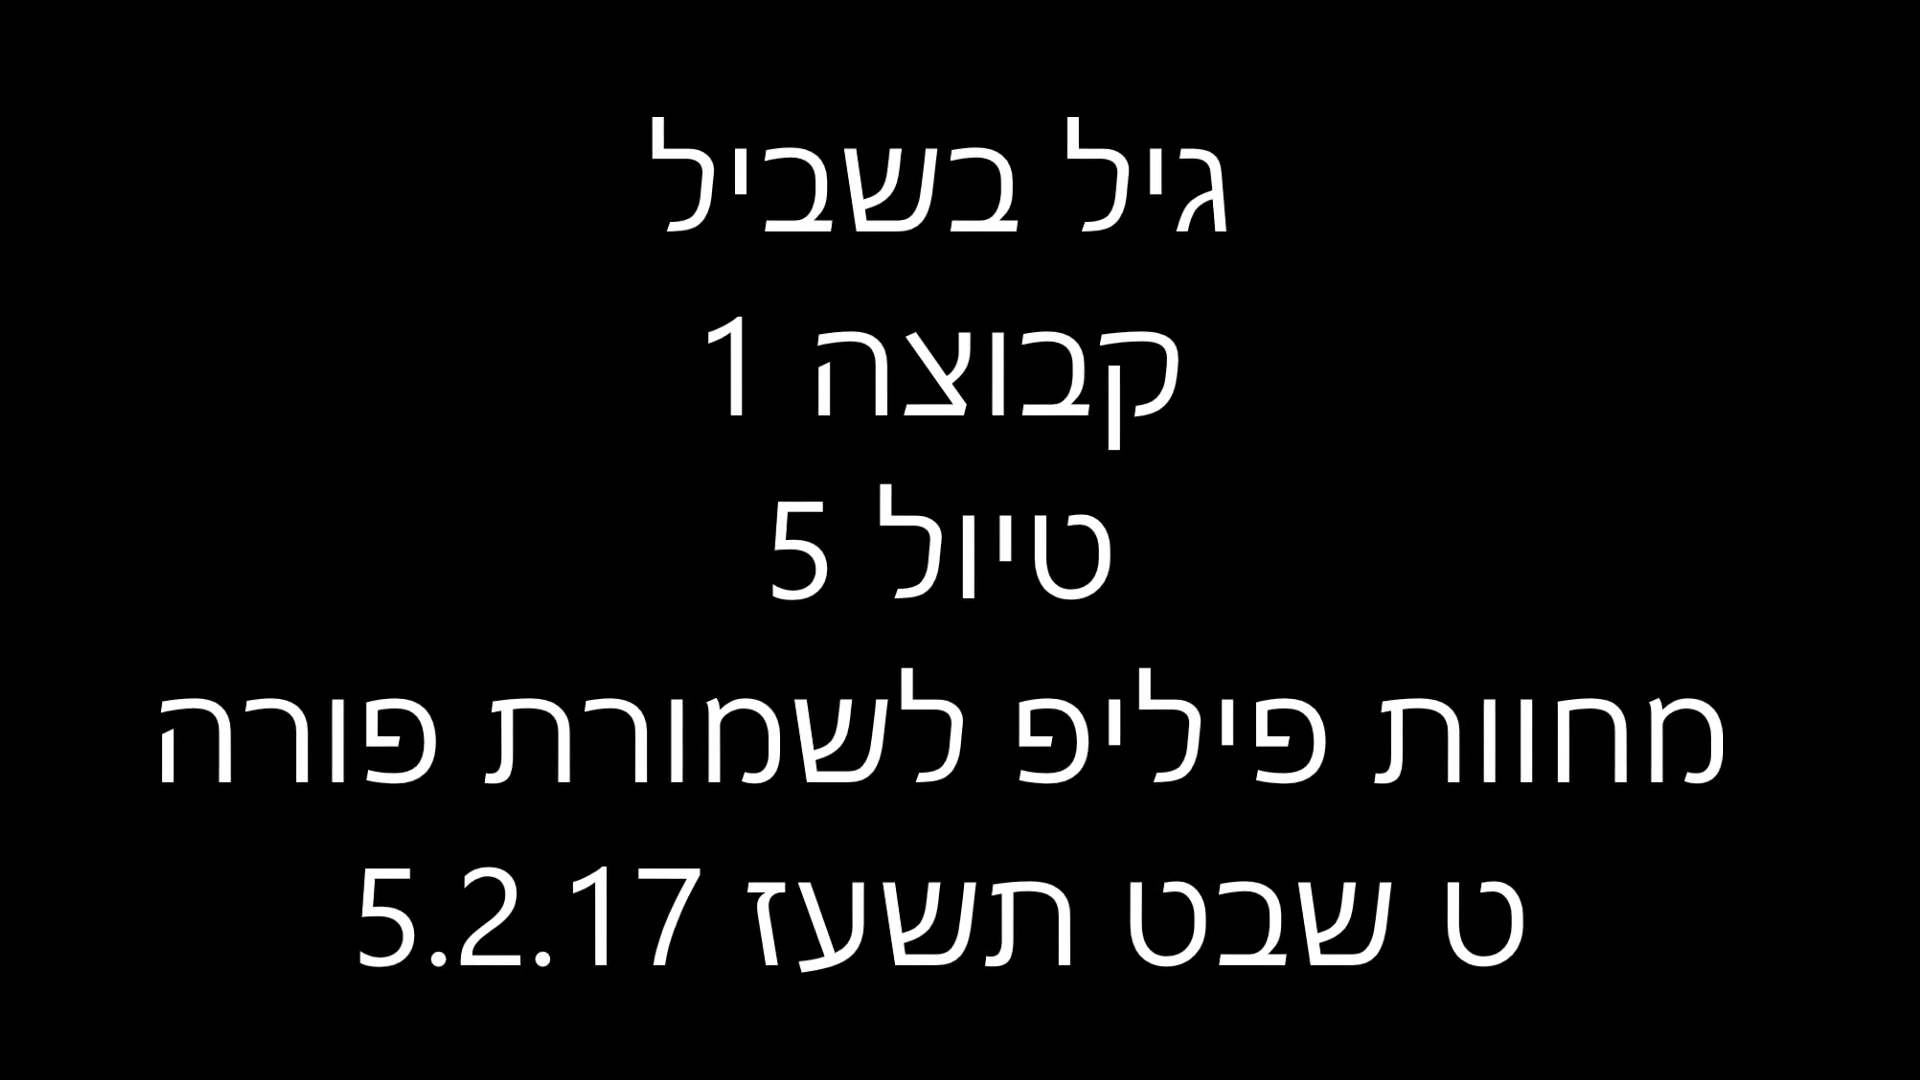 גיל בשביל
קבוצה 1
טיול 5
מחוות פיליפ לשמורת פורה
ט שבט תשעז 5.2.17